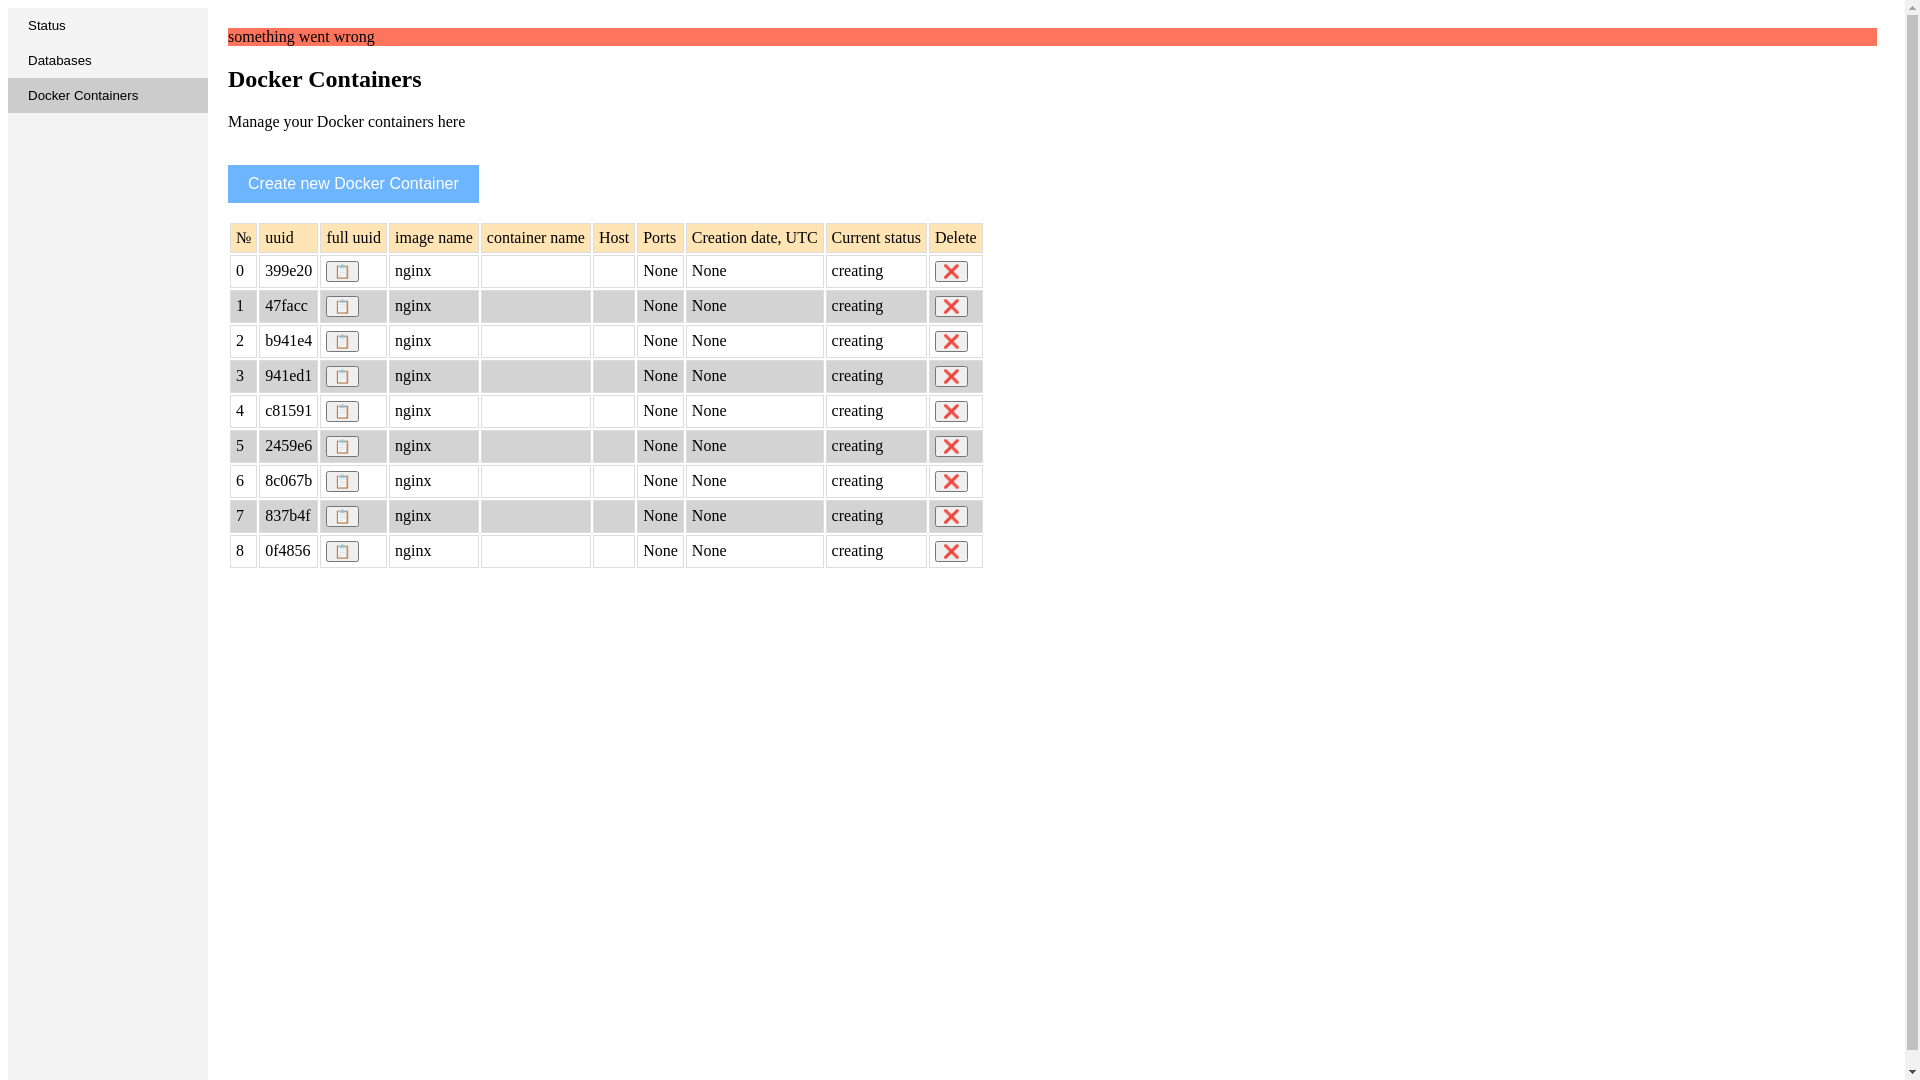 Status
Databases
Docker Containers
something went wrong
Docker Containers
Manage your Docker containers here
Create new Docker Container
№ uuid full uuid image name container name Host Ports Creation date, UTC Current status Delete
0 399e20 nginx None None creating
1 47facc nginx None None creating
2 b941e4 nginx None None creating
3 941ed1 nginx None None creating
4 c81591 nginx None None creating
5 2459e6 nginx None None creating
6 8c067b nginx None None creating
7 837b4f nginx None None creating
8 0f4856 nginx None None creating